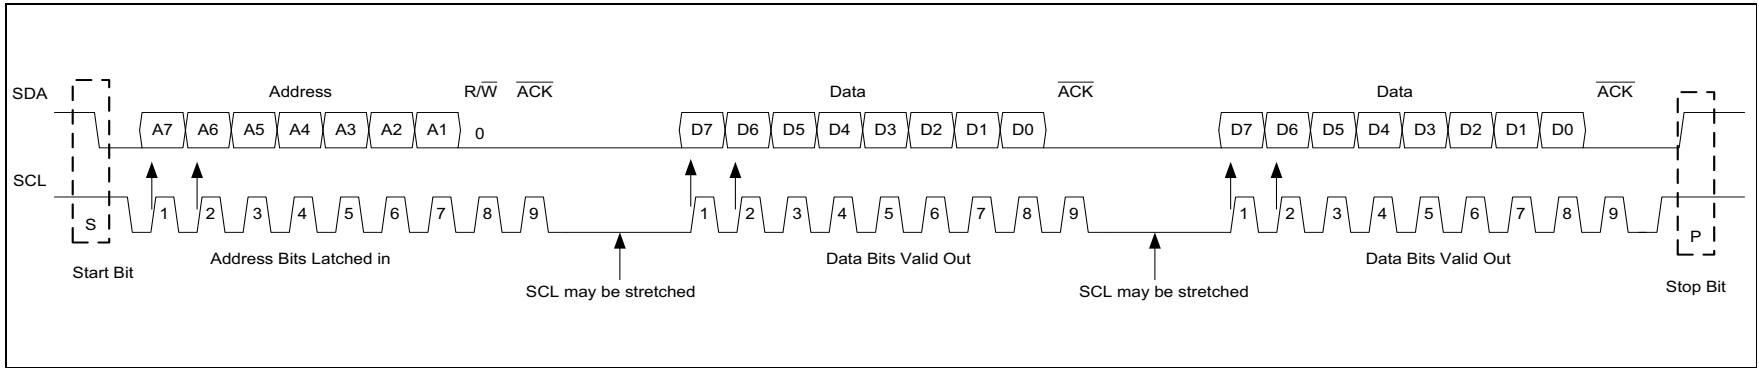 SDA Address R/W̅ A̅C̅K̅ Data A̅C̅K̅ Data A̅C̅K̅
A7 A6 A5 A4 A3 A2 A1 0 D7 D6 D5 D4 D3 D2 D1 D0 D7 D6 D5 D4 D3 D2 D1 D0
SCL
S 1 2 3 4 5 6 7 8 9 1 2 3 4 5 6 7 8 9 1 2 3 4 5 6 7 8 9 P
Start Bit Address Bits Latched in Data Bits Valid Out Data Bits Valid Out
SCL may be stretched SCL may be stretched Stop Bit